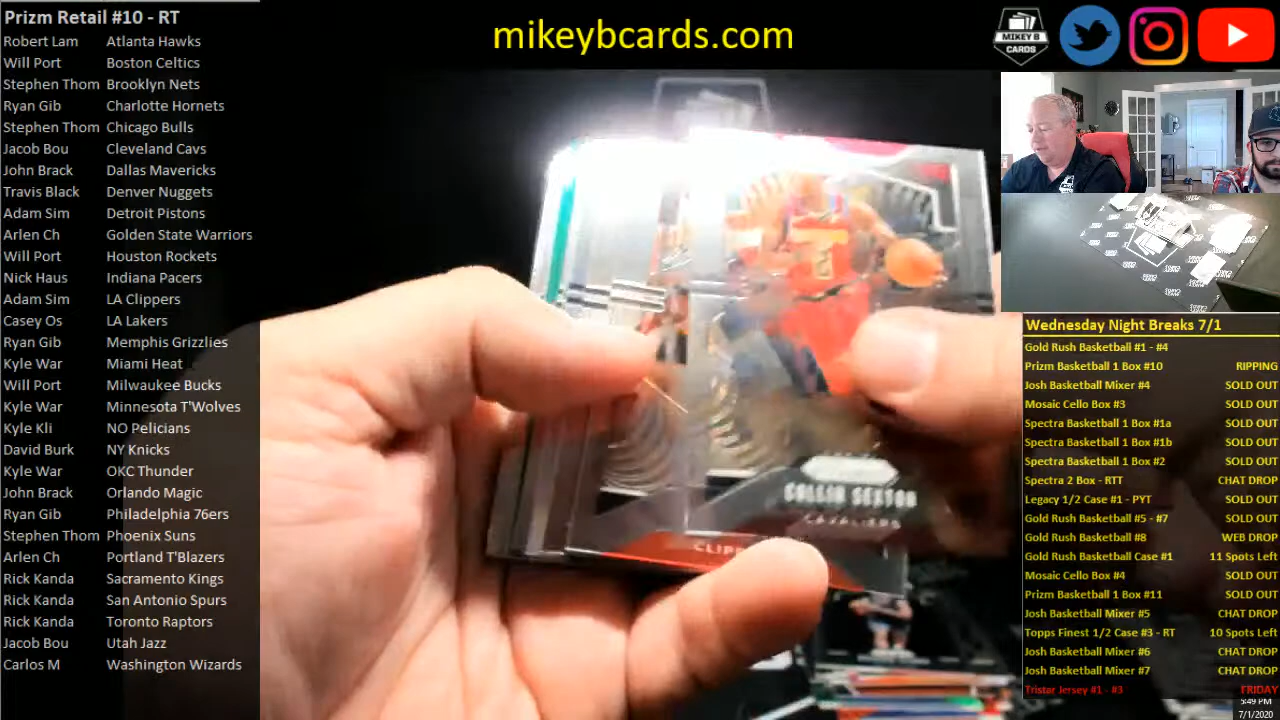 Prizm Retail #10 - RT
Robert Lam Atlanta Hawks
Will Port Boston Celtics
Stephen Thom Brooklyn Nets
Ryan Gib Charlotte Hornets
Stephen Thom Chicago Bulls
Jacob Bou Cleveland Cavs
John Brack Dallas Mavericks
Travis Black Denver Nuggets
Adam Sim Detroit Pistons
Arlen Ch Golden State Warriors
Will Port Houston Rockets
Nick Haus Indiana Pacers
Adam Sim LA Clippers
Casey Os LA Lakers
Ryan Gib Memphis Grizzlies
Kyle War Miami Heat
Will Port Milwaukee Bucks
Kyle War Minnesota T'Wolves
Kyle Kli NO Pelicians
David Burk NY Knicks
Kyle War OKC Thunder
John Brack Orlando Magic
Ryan Gib Philadelphia 76ers
Stephen Thom Phoenix Suns
Arlen Ch Portland T'Blazers
Rick Kanda Sacramento Kings
Rick Kanda San Antonio Spurs
Rick Kanda Toronto Raptors
Jacob Bou Utah Jazz
Carlos M Washington Wizards
mikeybcards.com
MIKEY B
CARDS
COLLIN SEXTON
CAVALIERS
Wednesday Night Breaks 7/1
Gold Rush Basketball #1 - #4
Prizm Basketball 1 Box #10 RIPPING
Josh Basketball Mixer #4 SOLD OUT
Mosaic Cello Box #3 SOLD OUT
Spectra Basketball 1 Box #1a SOLD OUT
Spectra Basketball 1 Box #1b SOLD OUT
Spectra Basketball 1 Box #2 SOLD OUT
Spectra 2 Box - RTT CHAT DROP
Legacy 1/2 Case #1 - PYT SOLD OUT
Gold Rush Basketball #5 - #7 SOLD OUT
Gold Rush Basketball #8 WEB DROP
Gold Rush Basketball Case #1 11 Spots Left
Mosaic Cello Box #4 SOLD OUT
Prizm Basketball 1 Box #11 SOLD OUT
Josh Basketball Mixer #5 CHAT DROP
Topps Finest 1/2 Case #3 - RT 10 Spots Left
Josh Basketball Mixer #6 CHAT DROP
Josh Basketball Mixer #7 CHAT DROP
Tristar Jersey #1 - #3 FRIDAY
5:49 PM
7/1/2020